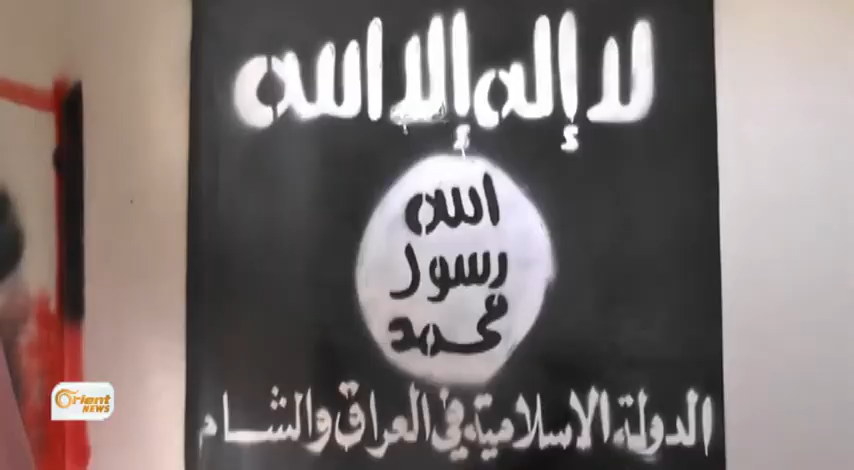 لا إله إلا الله
الله
رسول
محمد
الدولة الاسلامية في العراق والشام
Orient
NEWS